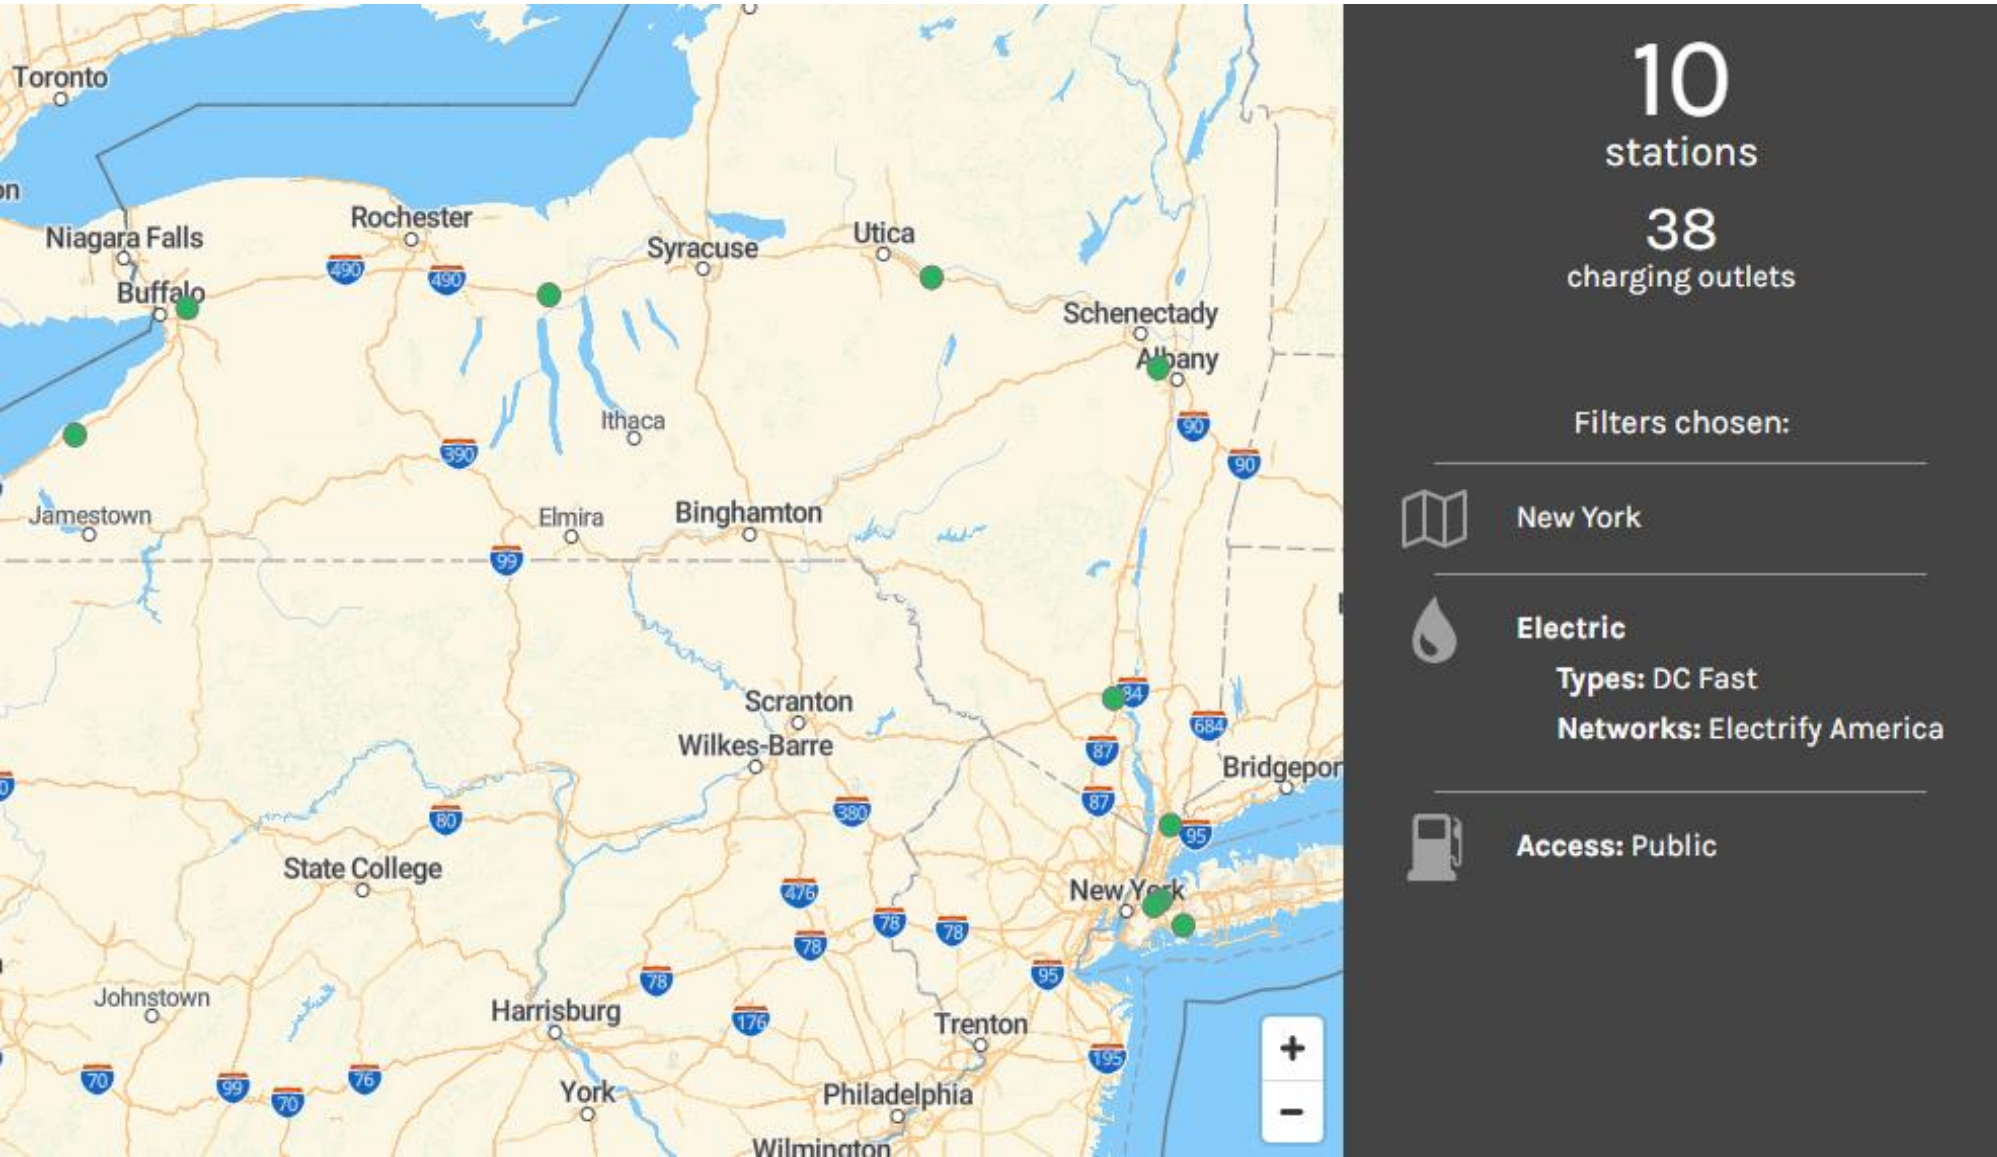 Toronto
on
Rochester
Niagara Falls
Syracuse
Utica
490
490
Buffalo
Schenectady
Albany
Ithaca
90
390
90
Jamestown
Elmira
Binghamton
99
84
Scranton
684
Wilkes-Barre
87
Bridgepor
0
87
380
80
95
State College
New York
476
78
78
78
95
78
Johnstown
Harrisburg
176
Trenton
195
70
99
76
70
York
Philadelphia
Wilmington
+
−
10
stations
38
charging outlets
Filters chosen:
New York
Electric
Types: DC Fast
Networks: Electrify America
Access: Public